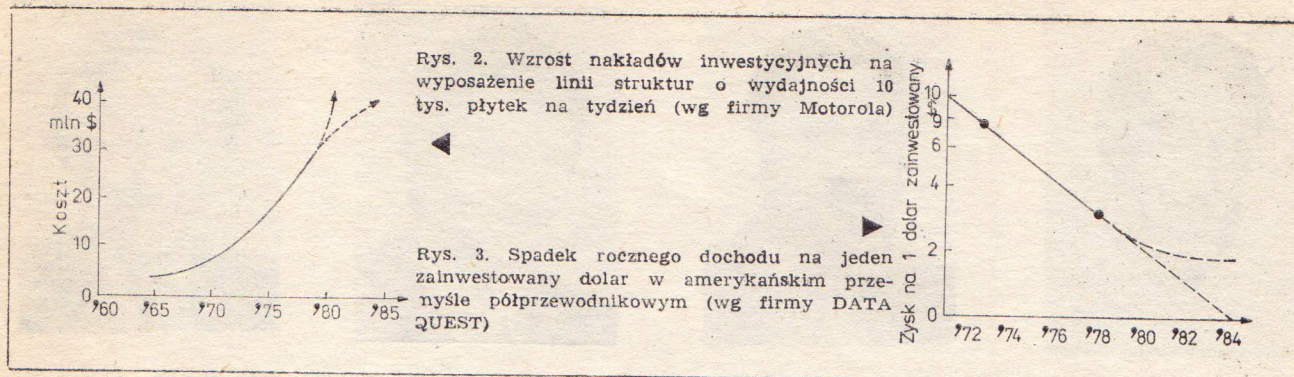 Rys. 2. Wzrost nakładów inwestycyjnych na
wyposażenie linii struktur o wydajności 10
tys. płytek na tydzień (wg firmy Motorola)
40
mln $
30
20
10
0
Koszt
'60 '65 '70 '75 '80 '85
Rys. 3. Spadek rocznego dochodu na jeden
zainwestowany dolar w amerykańskim prze-
myśle półprzewodnikowym (wg firmy DATA
QUEST)
Zysk na 1 dolar zainwestowany
10
$
9
6
4
2
0
'72 '74 '76 '78 '80 '82 '84